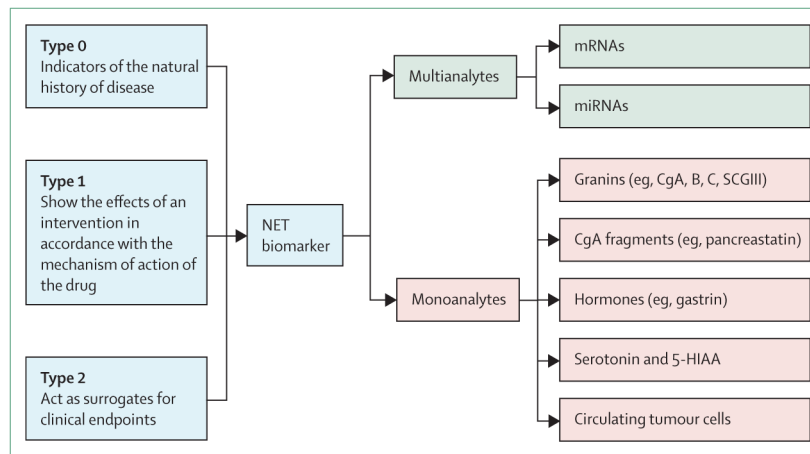 Type 0
Indicators of the natural
history of disease
Type 1
Show the effects of an
intervention in
accordance with the
mechanism of action of
the drug
Type 2
Act as surrogates for
clinical endpoints
NET
biomarker
Multianalytes
Monoanalytes
mRNAs
miRNAs
Granins (eg, CgA, B, C, SCGIII)
CgA fragments (eg, pancreastatin)
Hormones (eg, gastrin)
Serotonin and 5-HIAA
Circulating tumour cells